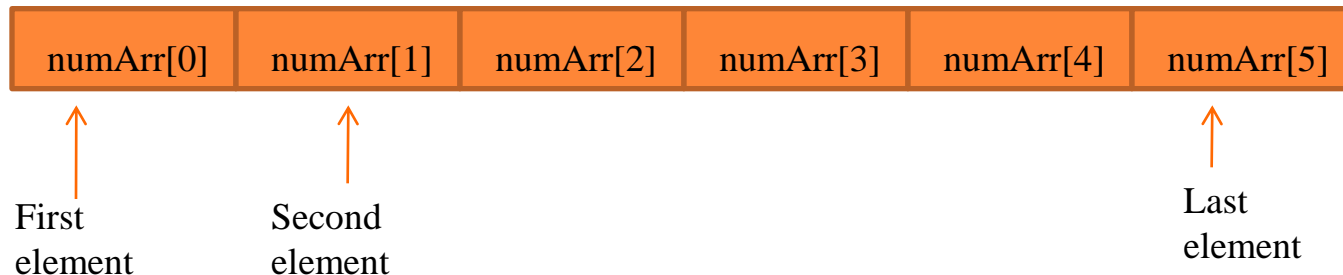 numArr[0] numArr[1] numArr[2] numArr[3] numArr[4] numArr[5]
First
element
Second
element
Last
element